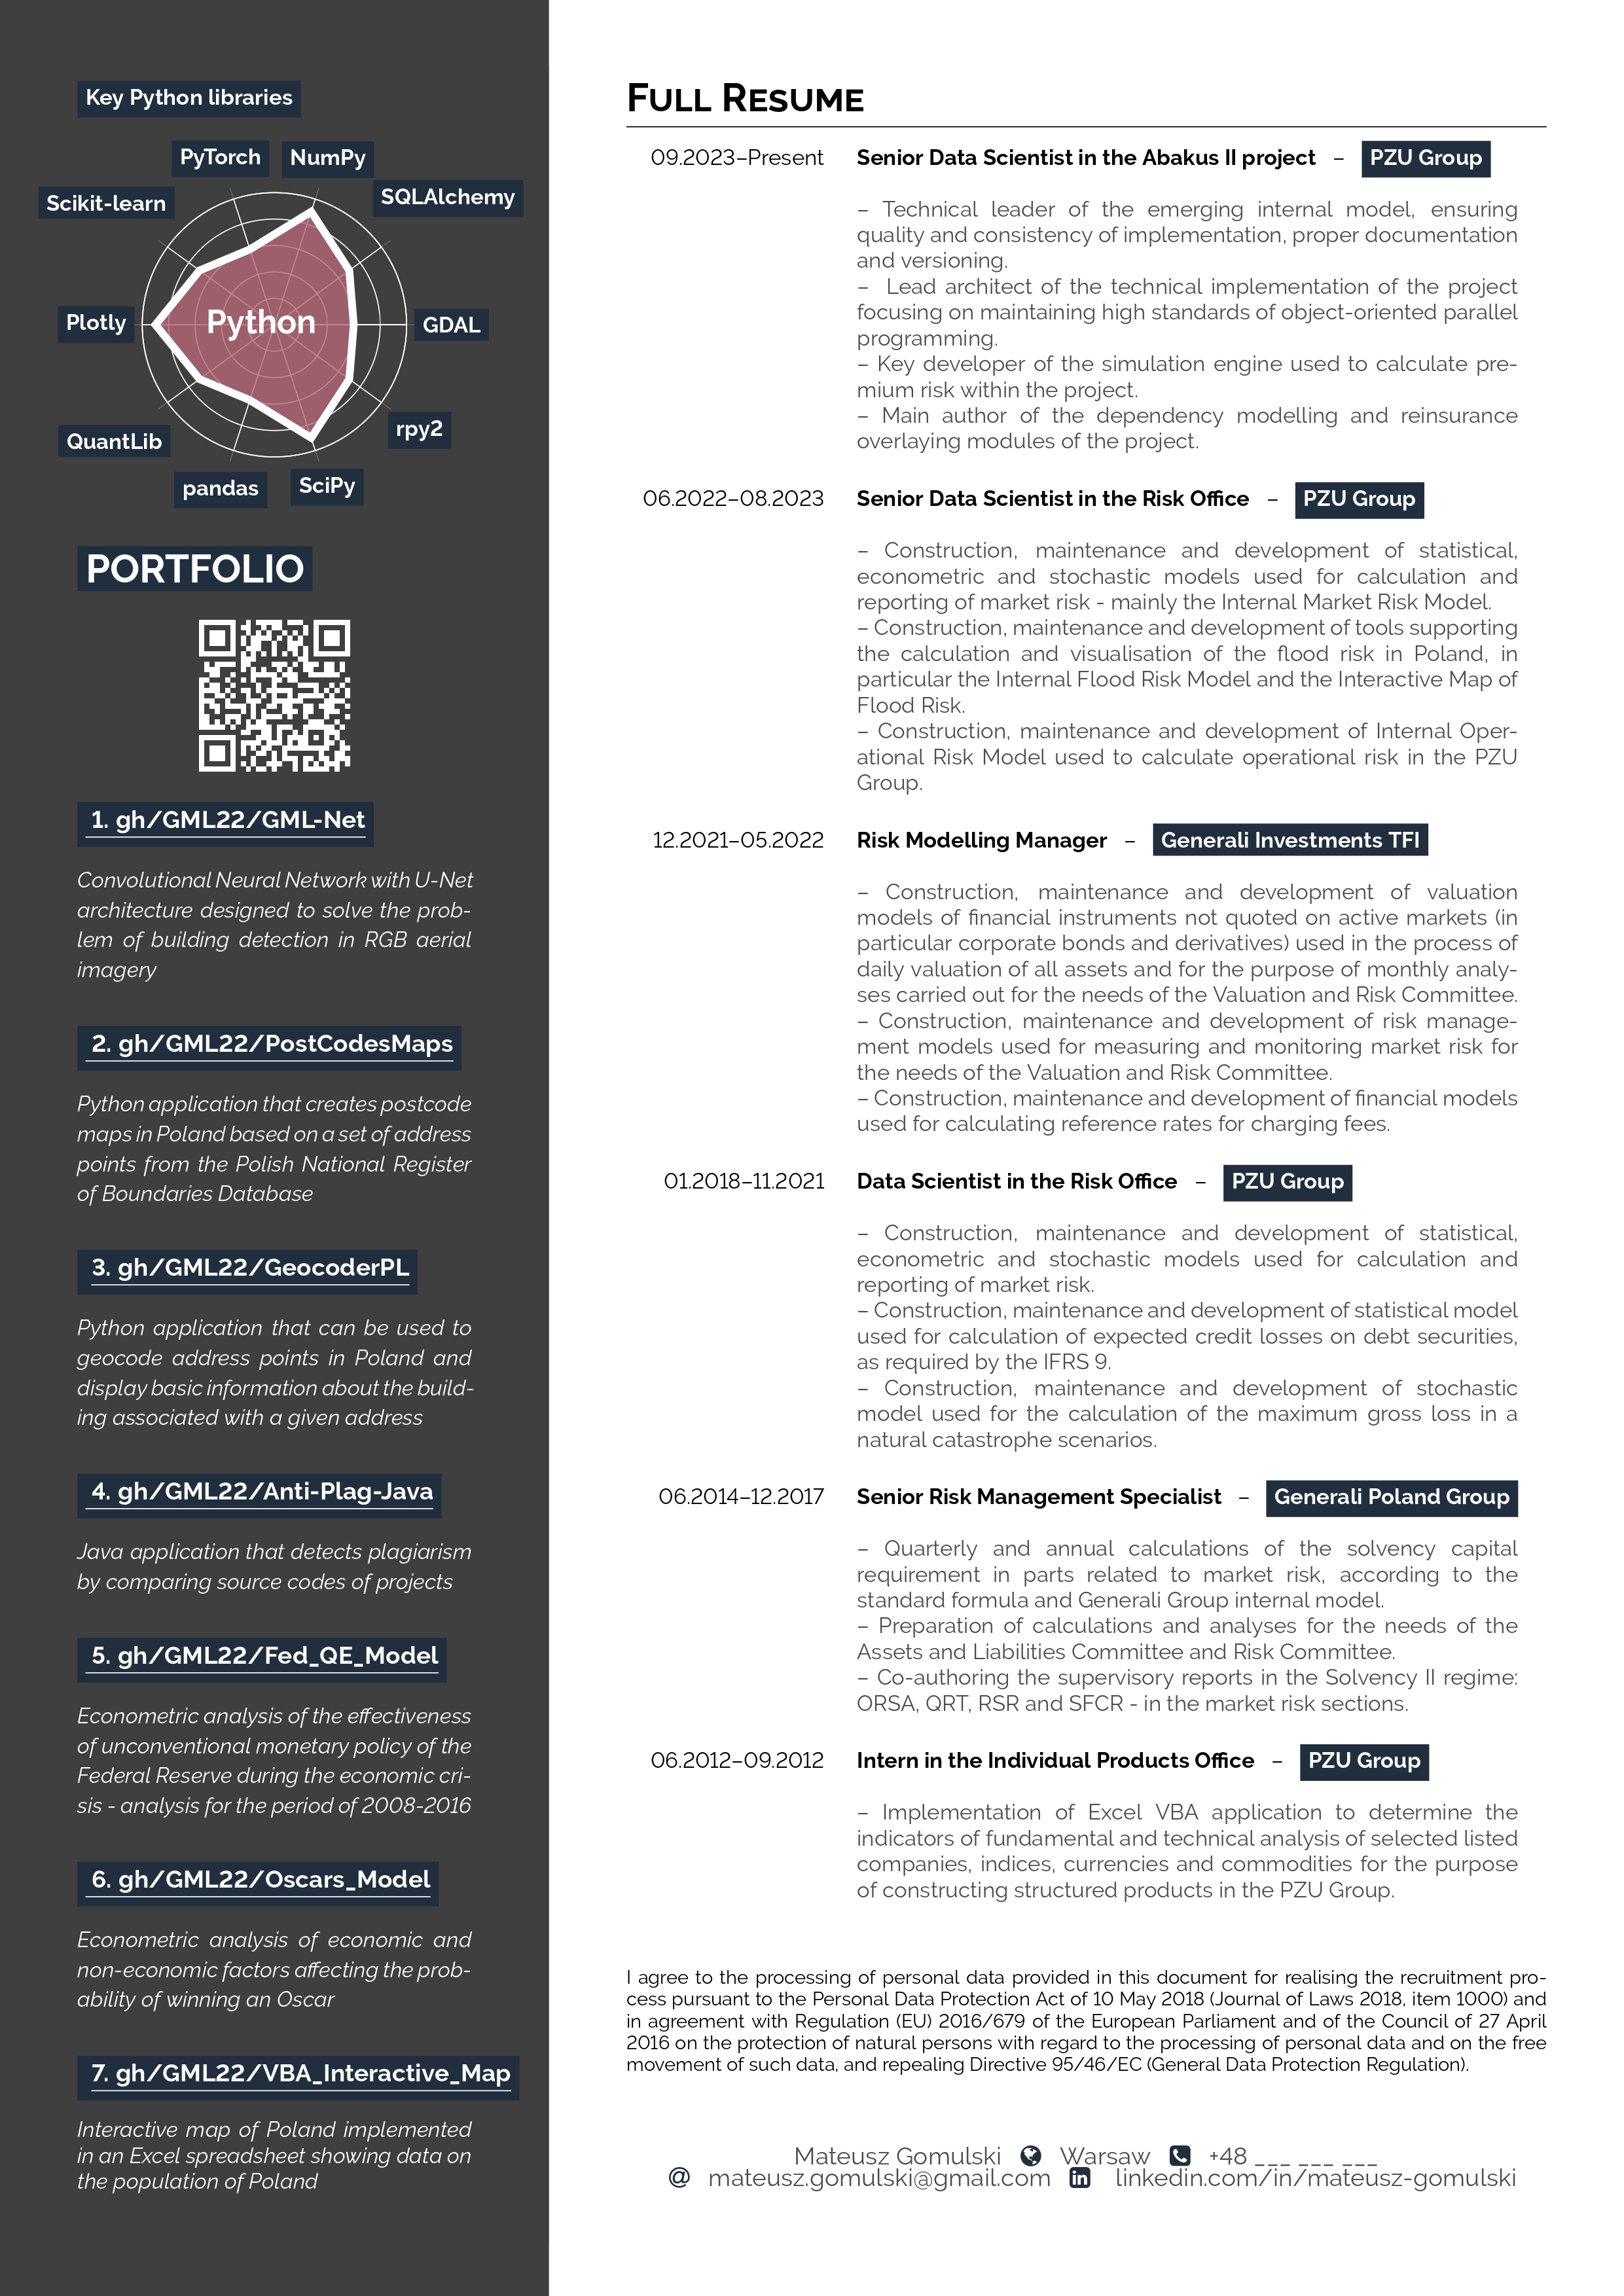 Key Python libraries
PyTorch
NumPy
Scikit-learn
SQLAlchemy
Plotly
Python
GDAL
QuantLib
rpy2
pandas
SciPy
PORTFOLIO
1. gh/GML22/GML-Net
Convolutional Neural Network with U-Net
architecture designed to solve the prob-
lem of building detection in RGB aerial
imagery
2. gh/GML22/PostCodesMaps
Python application that creates postcode
maps in Poland based on a set of address
points from the Polish National Register
of Boundaries Database
3. gh/GML22/GeocoderPL
Python application that can be used to
geocode address points in Poland and
display basic information about the build-
ing associated with a given address
4. gh/GML22/Anti-Plag-Java
Java application that detects plagiarism
by comparing source codes of projects
5. gh/GML22/Fed_QE_Model
Econometric analysis of the effectiveness
of unconventional monetary policy of the
Federal Reserve during the economic cri-
sis - analysis for the period of 2008-2016
6. gh/GML22/Oscars_Model
Econometric analysis of economic and
non-economic factors affecting the prob-
ability of winning an Oscar
7. gh/GML22/VBA_Interactive_Map
Interactive map of Poland implemented
in an Excel spreadsheet showing data on
the population of Poland
FULL RESUME
09.2023–Present Senior Data Scientist in the Abakus II project – PZU Group
– Technical leader of the emerging internal model, ensuring
quality and consistency of implementation, proper documentation
and versioning.
– Lead architect of the technical implementation of the project
focusing on maintaining high standards of object-oriented parallel
programming.
– Key developer of the simulation engine used to calculate pre-
mium risk within the project.
– Main author of the dependency modelling and reinsurance
overlaying modules of the project.
06.2022–08.2023 Senior Data Scientist in the Risk Office – PZU Group
– Construction, maintenance and development of statistical,
econometric and stochastic models used for calculation and
reporting of market risk - mainly the Internal Market Risk Model.
– Construction, maintenance and development of tools supporting
the calculation and visualisation of the flood risk in Poland, in
particular the Internal Flood Risk Model and the Interactive Map of
Flood Risk.
– Construction, maintenance and development of Internal Oper-
ational Risk Model used to calculate operational risk in the PZU
Group.
12.2021–05.2022 Risk Modelling Manager – Generali Investments TFI
– Construction, maintenance and development of valuation
models of financial instruments not quoted on active markets (in
particular corporate bonds and derivatives) used in the process of
daily valuation of all assets and for the purpose of monthly analy-
ses carried out for the needs of the Valuation and Risk Committee.
– Construction, maintenance and development of risk manage-
ment models used for measuring and monitoring market risk for
the needs of the Valuation and Risk Committee.
– Construction, maintenance and development of financial models
used for calculating reference rates for charging fees.
01.2018–11.2021 Data Scientist in the Risk Office – PZU Group
– Construction, maintenance and development of statistical,
econometric and stochastic models used for calculation and
reporting of market risk.
– Construction, maintenance and development of statistical model
used for calculation of expected credit losses on debt securities,
as required by the IFRS 9.
– Construction, maintenance and development of stochastic
model used for the calculation of the maximum gross loss in a
natural catastrophe scenarios.
06.2014–12.2017 Senior Risk Management Specialist – Generali Poland Group
– Quarterly and annual calculations of the solvency capital
requirement in parts related to market risk, according to the
standard formula and Generali Group internal model.
– Preparation of calculations and analyses for the needs of the
Assets and Liabilities Committee and Risk Committee.
– Co-authoring the supervisory reports in the Solvency II regime:
ORSA, QRT, RSR and SFCR - in the market risk sections.
06.2012–09.2012 Intern in the Individual Products Office – PZU Group
– Implementation of Excel VBA application to determine the
indicators of fundamental and technical analysis of selected listed
companies, indices, currencies and commodities for the purpose
of constructing structured products in the PZU Group.
I agree to the processing of personal data provided in this document for realising the recruitment pro-
cess pursuant to the Personal Data Protection Act of 10 May 2018 (Journal of Laws 2018, item 1000) and
in agreement with Regulation (EU) 2016/679 of the European Parliament and of the Council of 27 April
2016 on the protection of natural persons with regard to the processing of personal data and on the free
movement of such data, and repealing Directive 95/46/EC (General Data Protection Regulation).
Mateusz Gomulski Warsaw +48 ___ ___ ___
@ mateusz.gomulski@gmail.com in linkedin.com/in/mateusz-gomulski